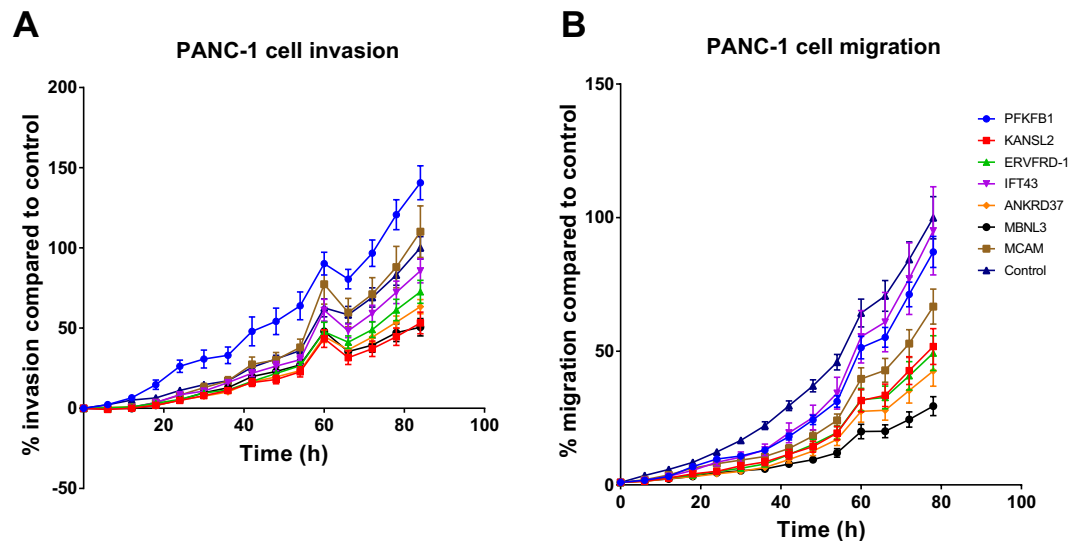 A
PANC-1 cell invasion
% invasion compared to control
200
150
100
50
0
-50
20
40
60
80
100
Time (h)
B
PANC-1 cell migration
% migration compared to control
150
100
50
0
0
20
40
60
80
100
Time (h)
PFKFB1
KANSL2
ERVFRD-1
IFT43
ANKRD37
MBNL3
MCAM
Control